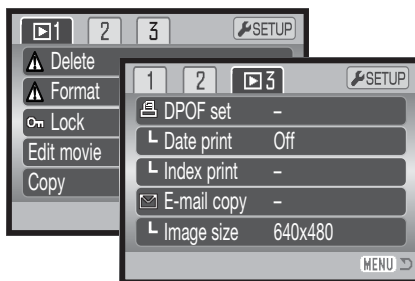 1 2 3 SETUP
Delete
Format
Lock
Edit movie
Copy
1 2 3 SETUP
DPOF set –
Date print Off
Index print –
E-mail copy –
Image size 640x480
MENU